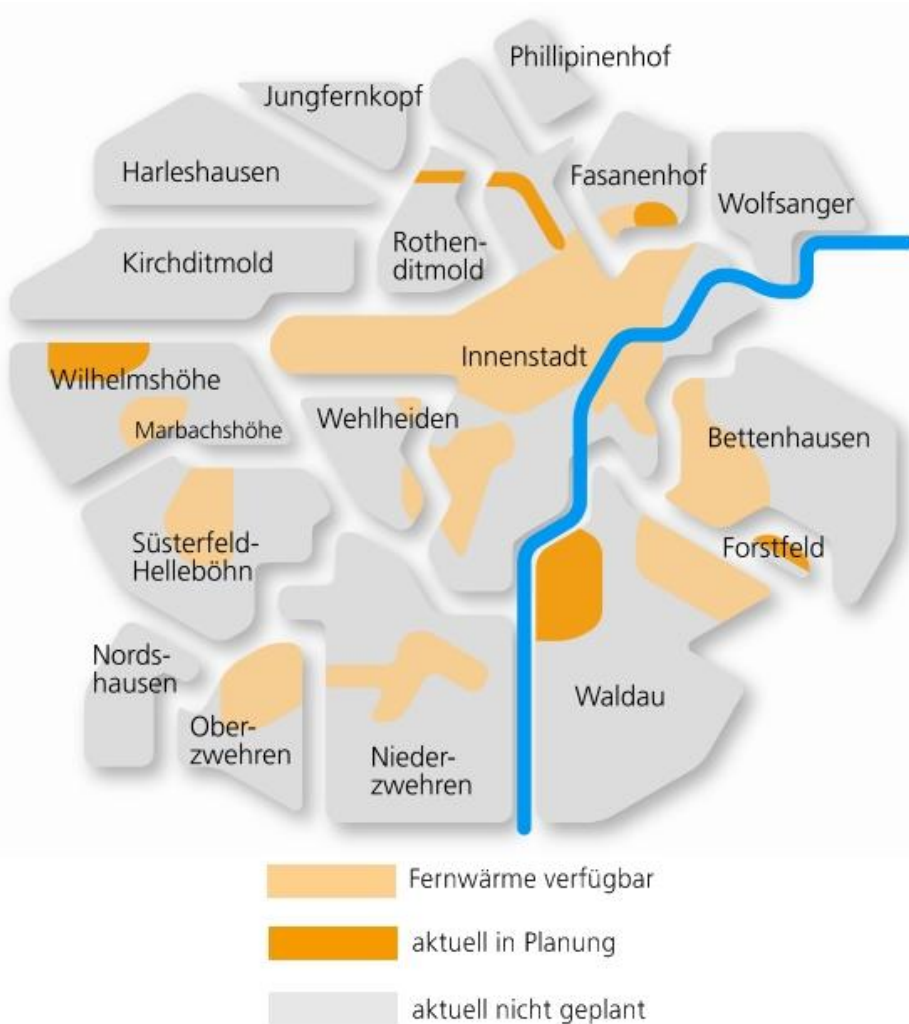 Phillipinenhof
Jungfernkopf
Harleshausen
Fasanenhof
Wolfsanger
Rothen-
ditmold
Kirchditmold
Innenstadt
Wilhelmshöhe
Marbachshöhe
Wehlheiden
Bettenhausen
Süsterfeld-
Helleböhn
Forstfeld
Nords-
hausen
Ober-
zwehren
Nieder-
zwehren
Waldau
Fernwärme verfügbar
aktuell in Planung
aktuell nicht geplant